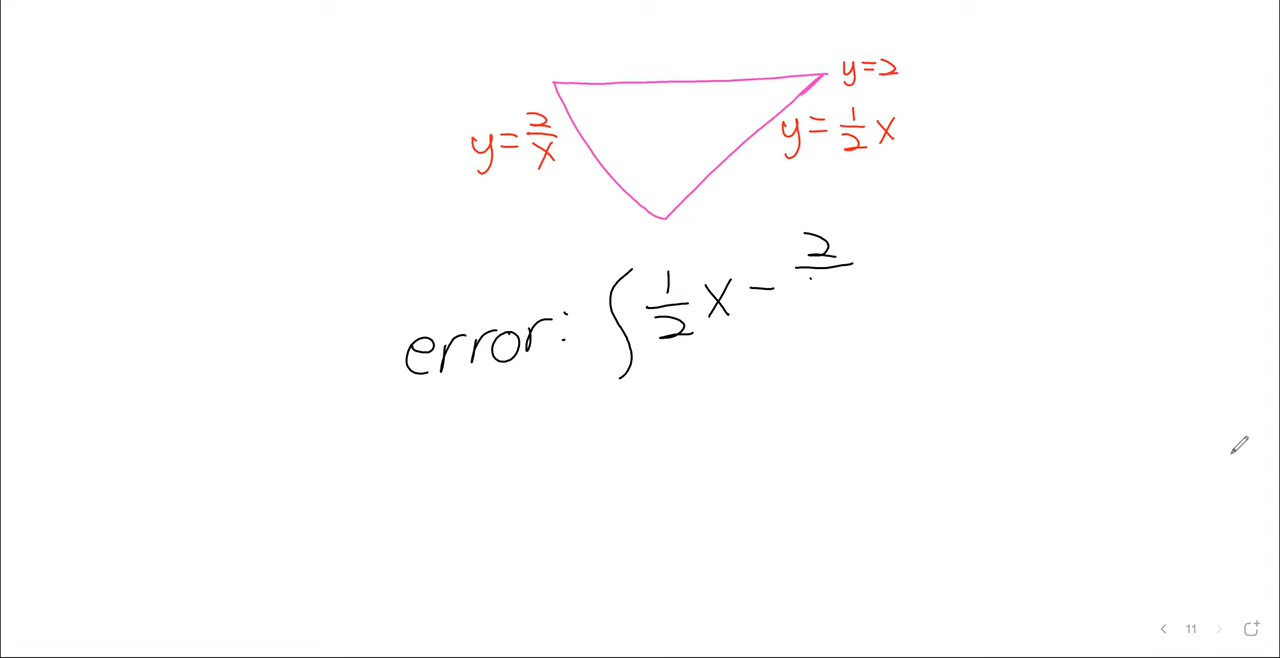 y=2
y=2/x
y=1/2 x
error: ∫ 1/2 x - 2/
11